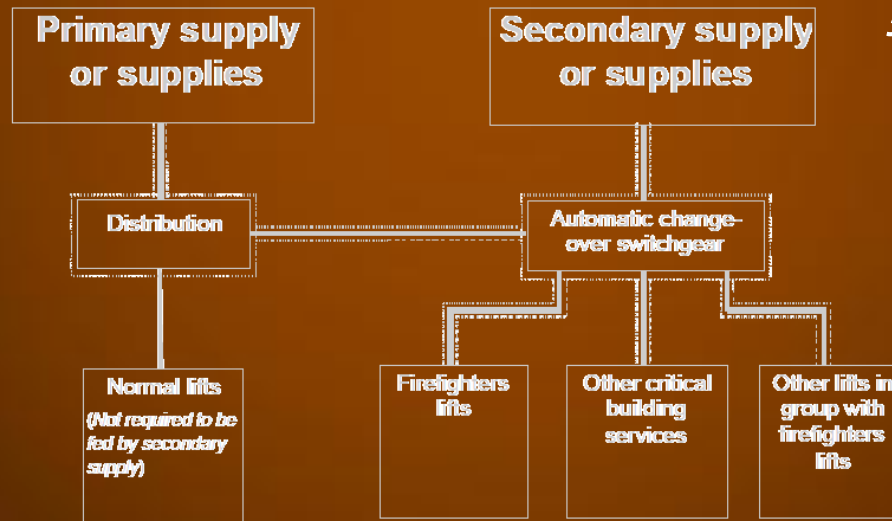 Primary supply
or supplies
Secondary supply
or supplies
Distribution
Automatic change-
over switchgear
Normal lifts
(Not required to be
fed by secondary
supply)
Firefighters
lifts
Other critical
building
services
Other lifts in
group with
firefighters
lifts